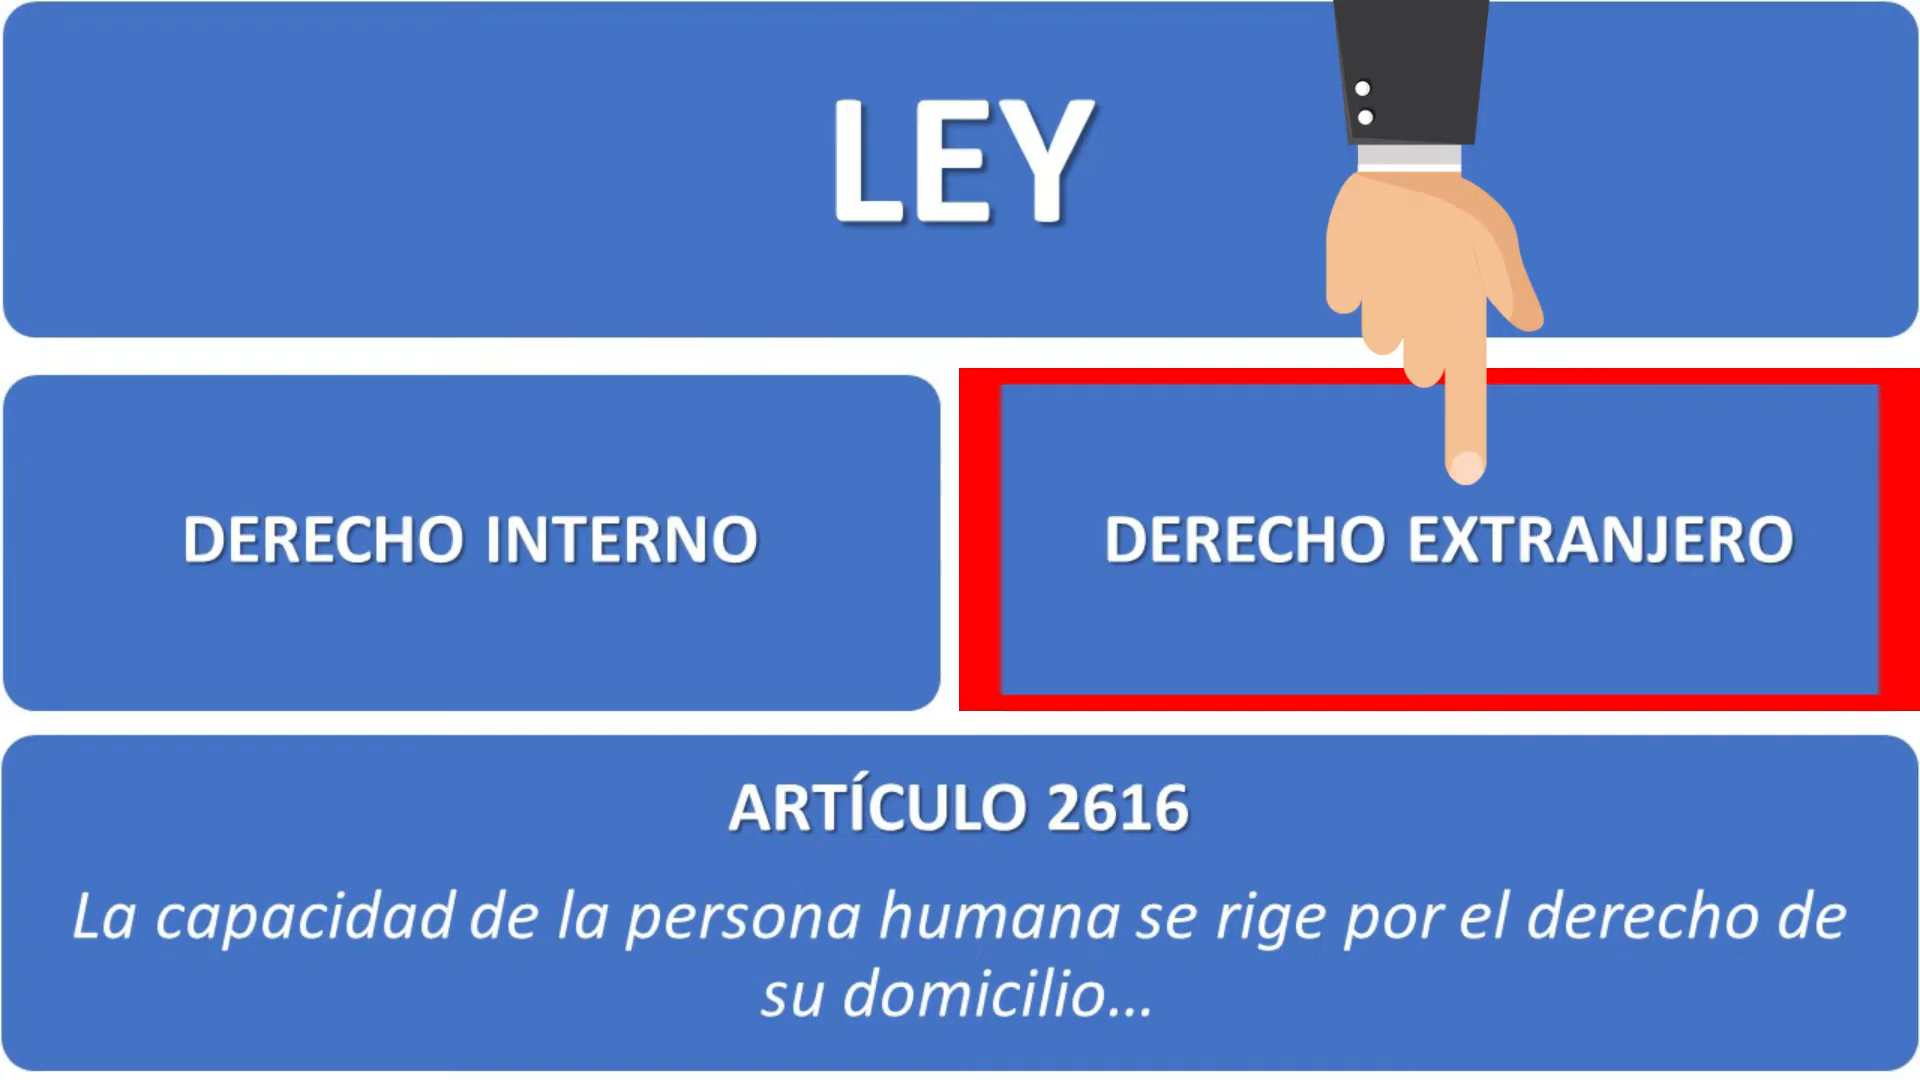 LEY
DERECHO INTERNO
DERECHO EXTRANJERO
ARTÍCULO 2616
La capacidad de la persona humana se rige por el derecho de
su domicilio...